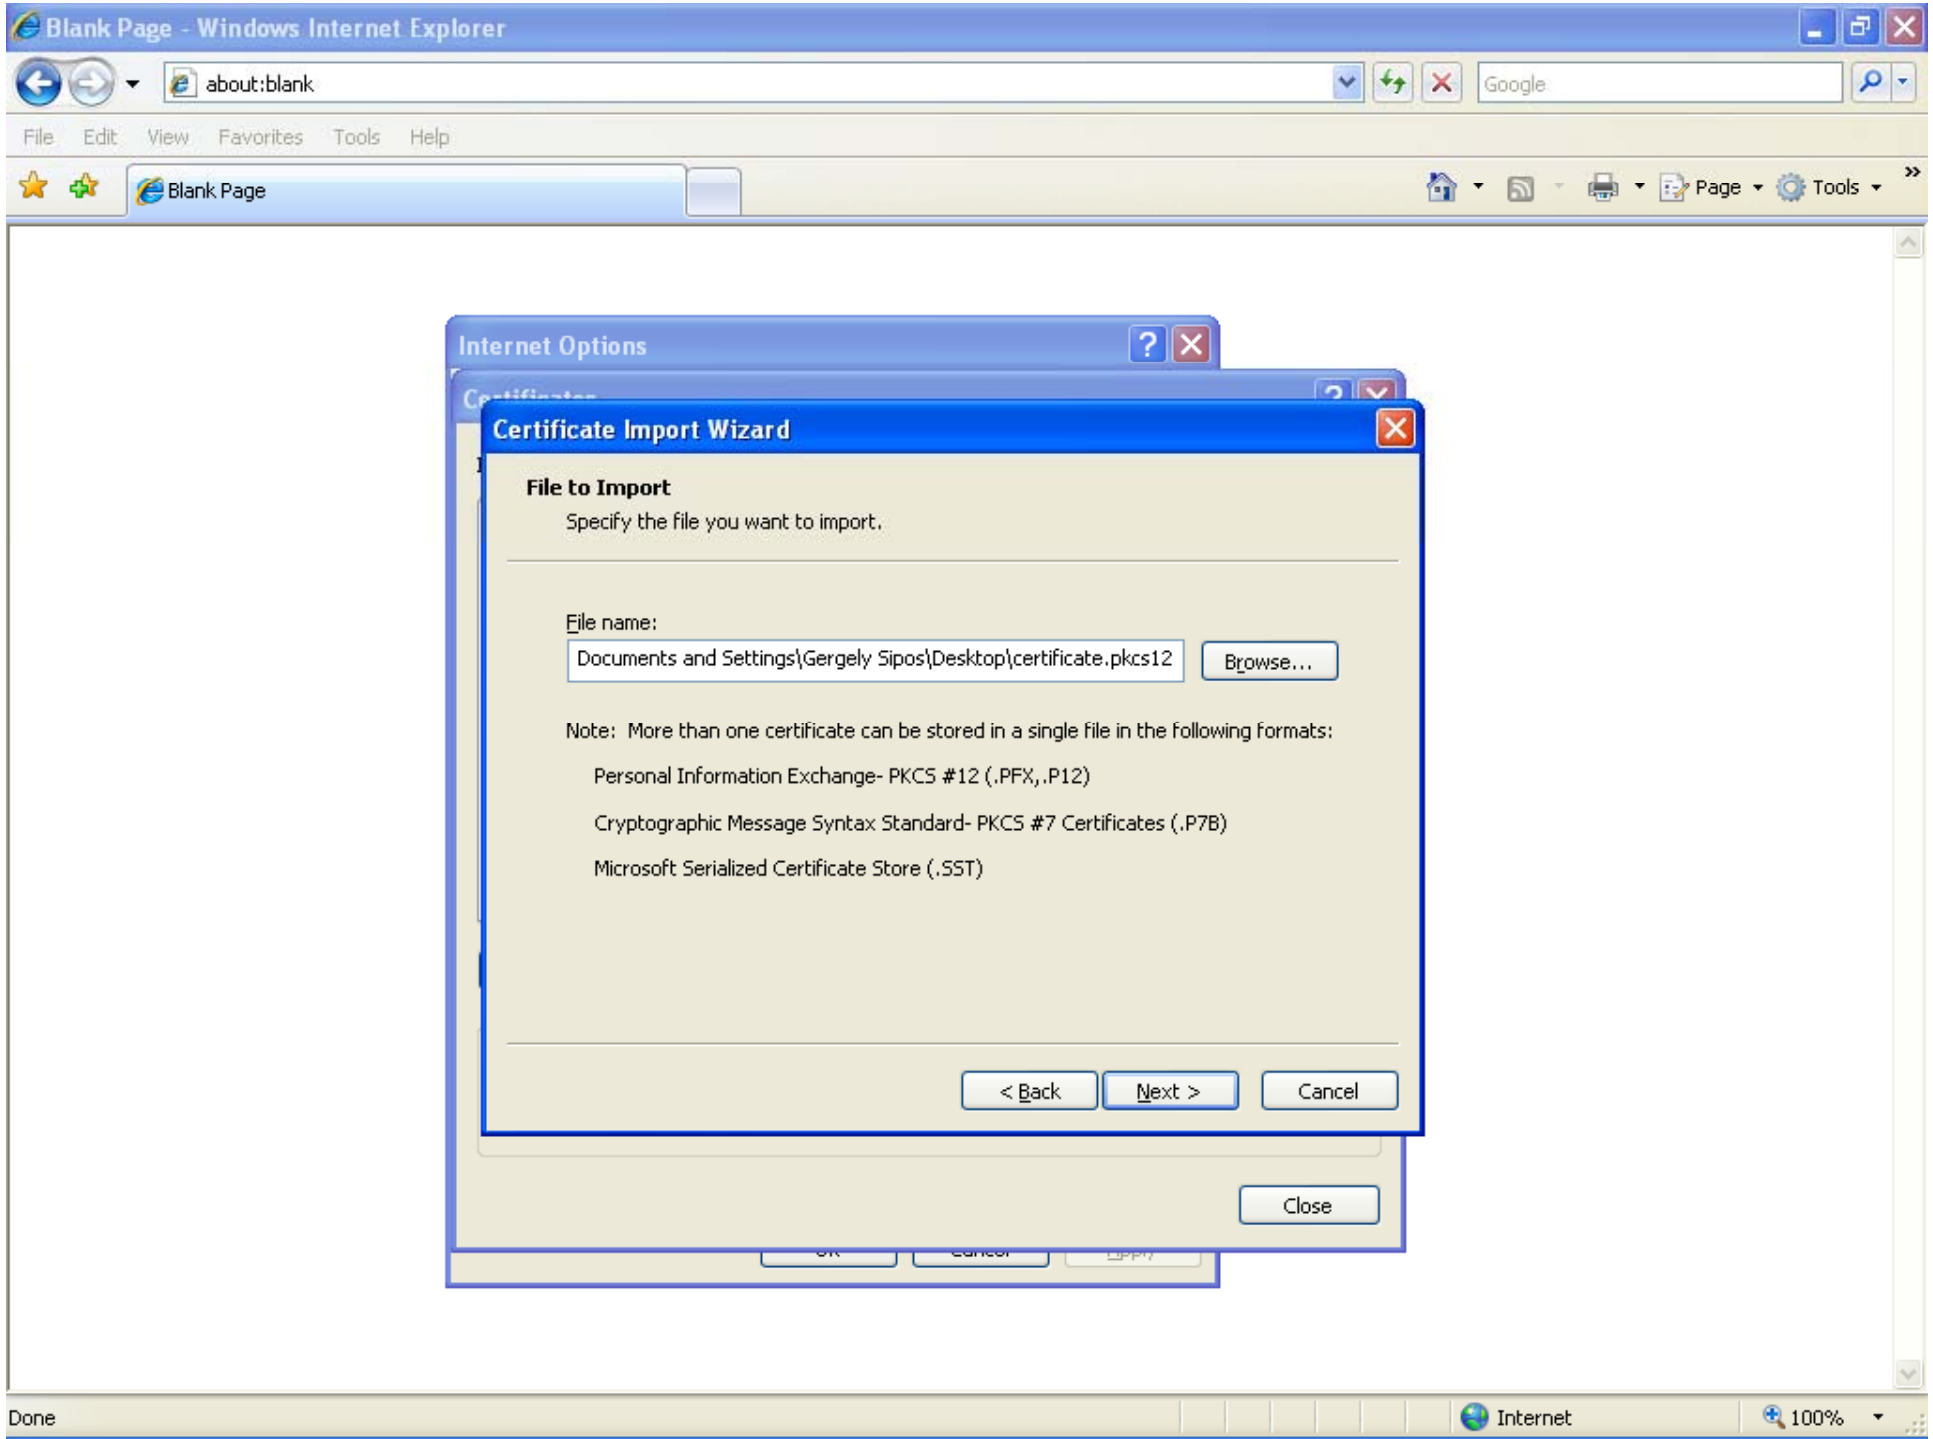 Blank Page - Windows Internet Explorer
about:blank
Google
File Edit View Favorites Tools Help
Blank Page
Page Tools »
Internet Options
Certificates
Certificate Import Wizard
File to Import
Specify the file you want to import.
File name:
Documents and Settings\Gergely Sipos\Desktop\certificate.pkcs12 Browse...
Note: More than one certificate can be stored in a single file in the following formats:
Personal Information Exchange- PKCS #12 (.PFX,.P12)
Cryptographic Message Syntax Standard- PKCS #7 Certificates (.P7B)
Microsoft Serialized Certificate Store (.SST)
< Back Next > Cancel
Close
OK Cancel Apply
Done Internet 100%